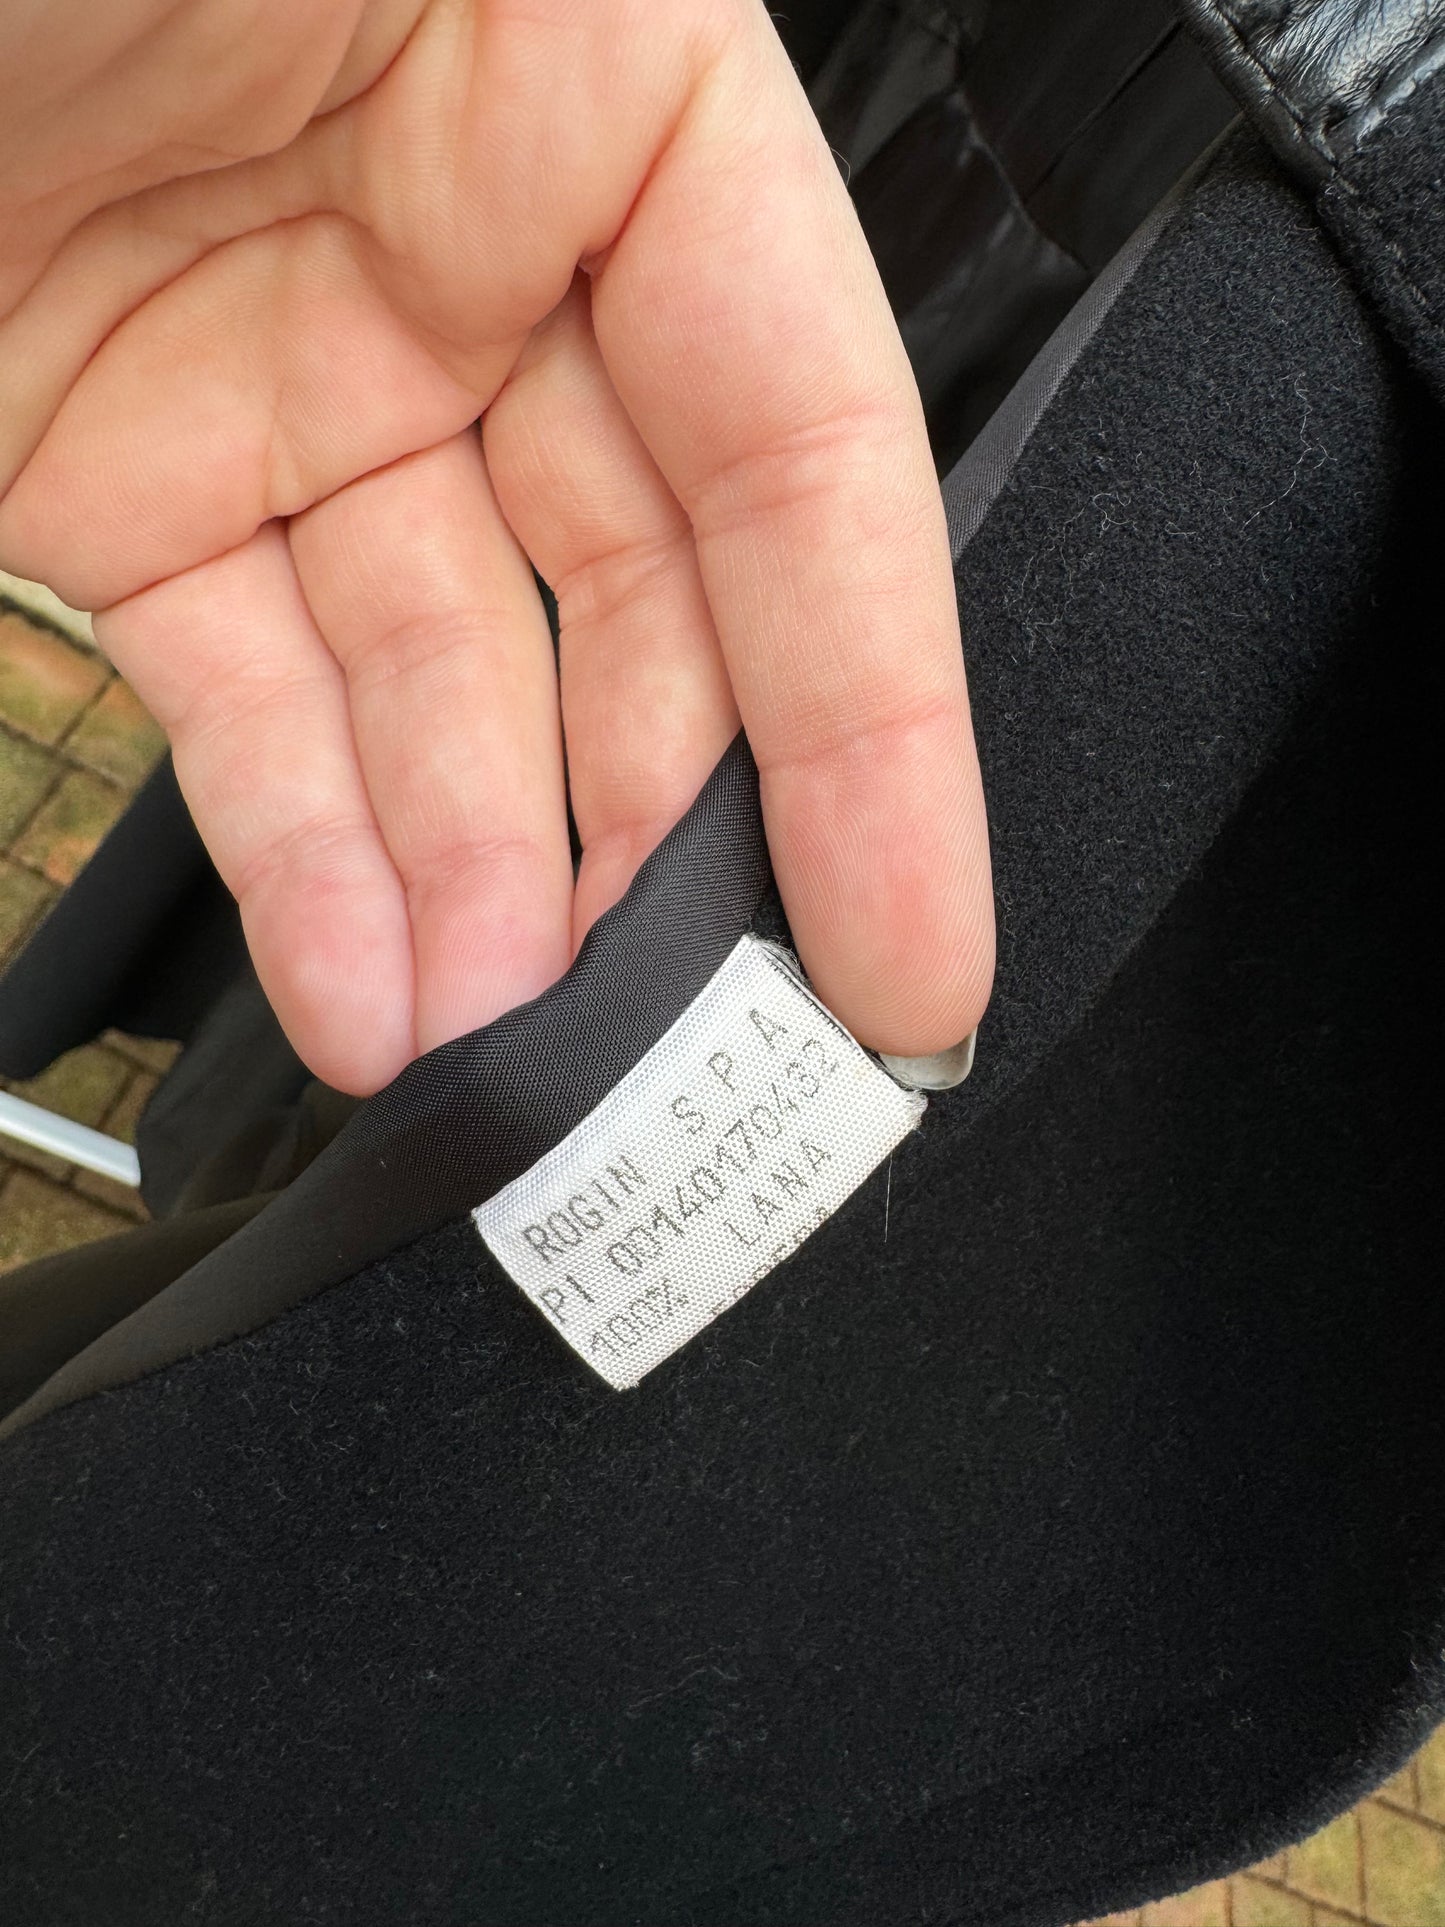 ROGIN S P A
PI 00140170432
100% LANA